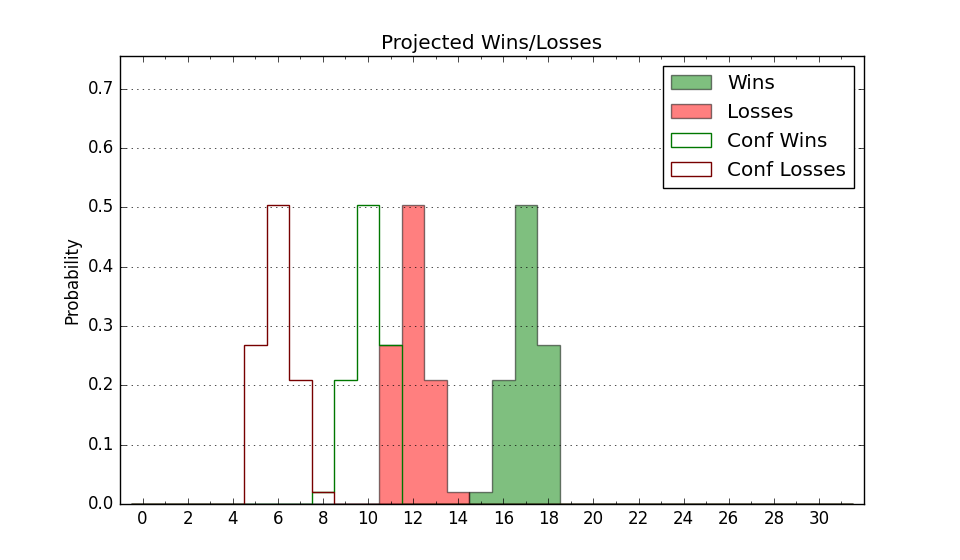 Projected Wins/Losses
Wins
Losses
Conf Wins
Conf Losses
Probability
0.7
0.6
0.5
0.4
0.3
0.2
0.1
0.0
0 2 4 6 8 10 12 14 16 18 20 22 24 26 28 30